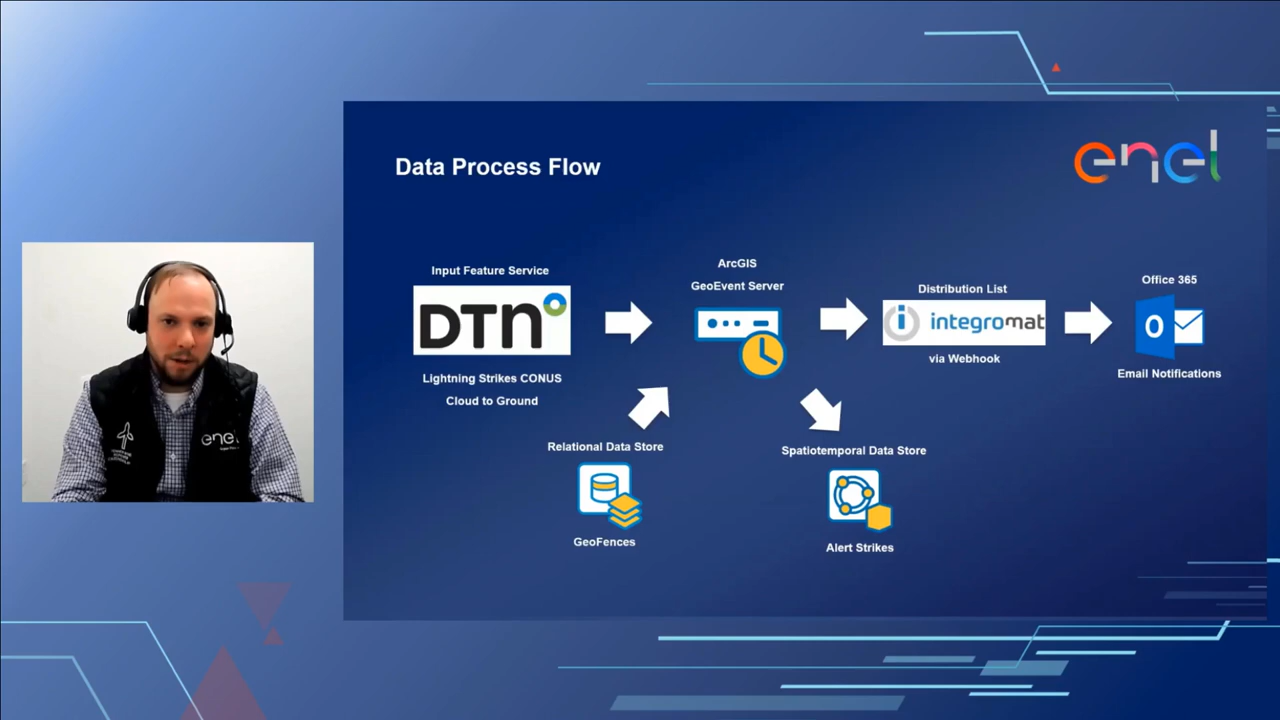 Data Process Flow
enel
Input Feature Service
DTN
Lightning Strikes CONUS
Cloud to Ground
ArcGIS
GeoEvent Server
Distribution List
integromat
via Webhook
Office 365
Email Notifications
Relational Data Store
GeoFences
Spatiotemporal Data Store
Alert Strikes
enel